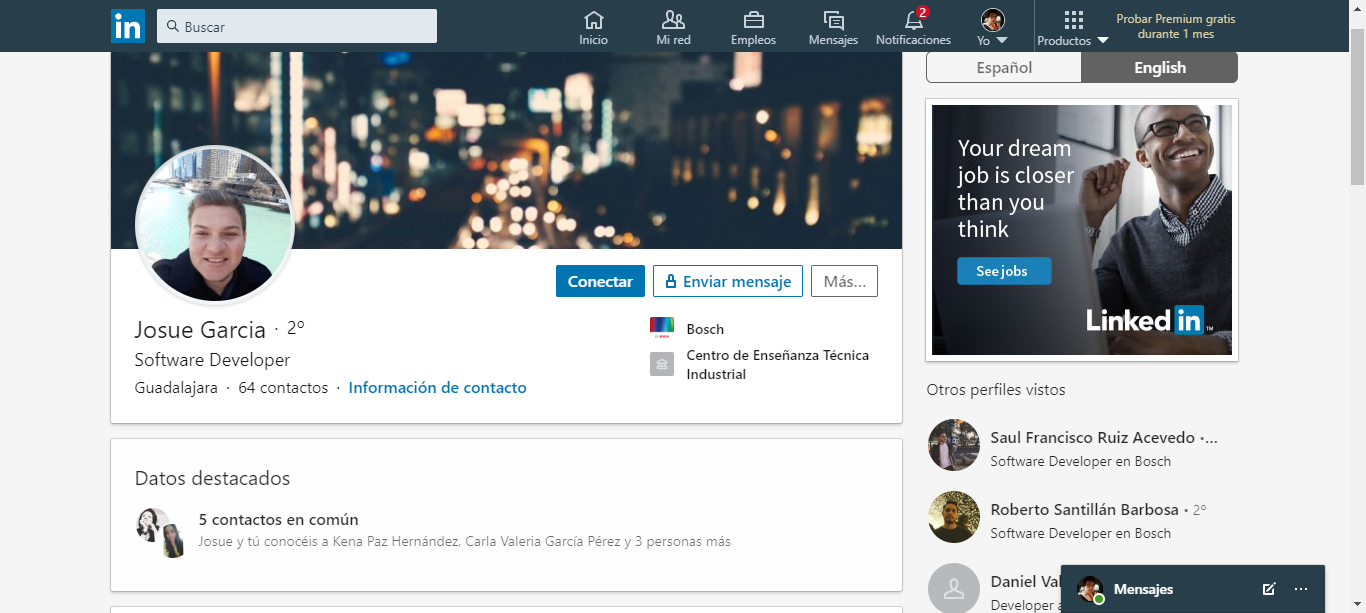 in
Buscar
Inicio
Mi red
Empleos
Mensajes
2
Notificaciones
Yo
Productos
Probar Premium gratis
durante 1 mes
Español
English
Your dream
job is closer
than you
think
See jobs
Linked in ™
Conectar
Enviar mensaje
Más...
Josue Garcia · 2º
Software Developer
Guadalajara · 64 contactos · Información de contacto
Bosch
Centro de Enseñanza Técnica
Industrial
Datos destacados
5 contactos en común
Josue y tú conocéis a Kena Paz Hernández, Carla Valeria García Pérez y 3 personas más
Otros perfiles vistos
Saul Francisco Ruiz Acevedo •...
Software Developer en Bosch
Roberto Santillán Barbosa • 2º
Software Developer en Bosch
Daniel
Developer
Mensajes
...